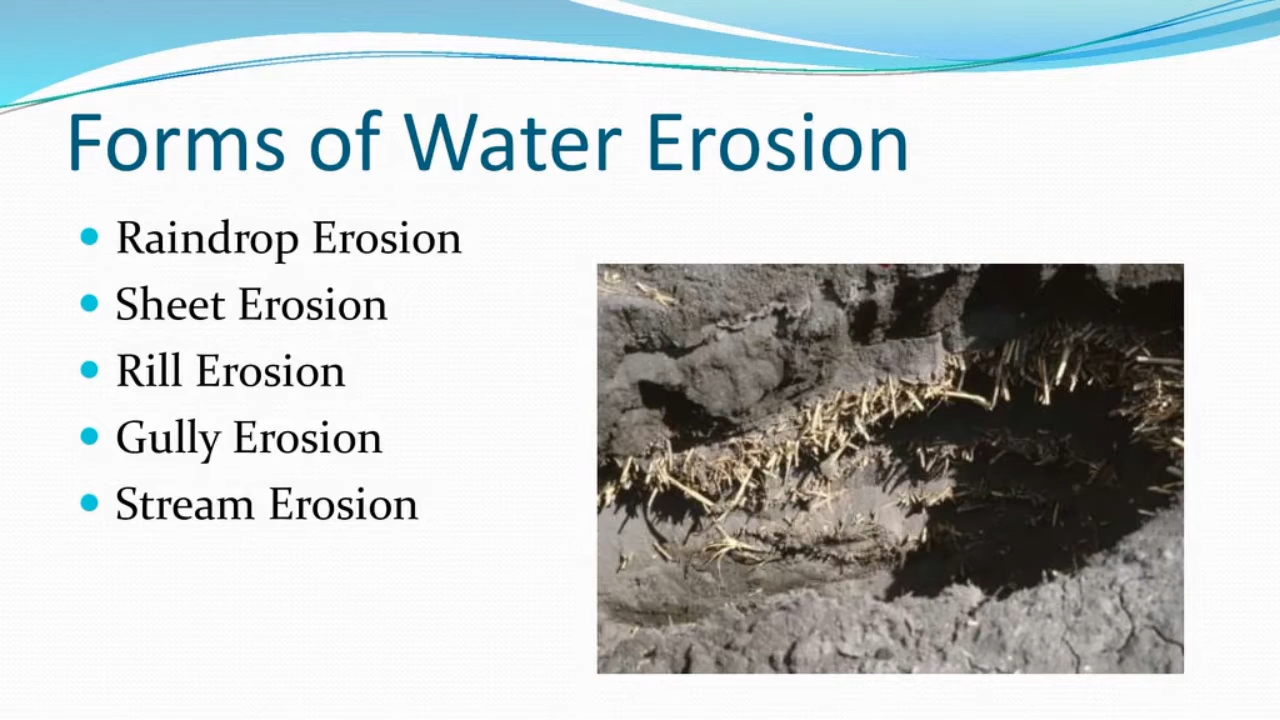 Forms of Water Erosion
Raindrop Erosion
Sheet Erosion
Rill Erosion
Gully Erosion
Stream Erosion